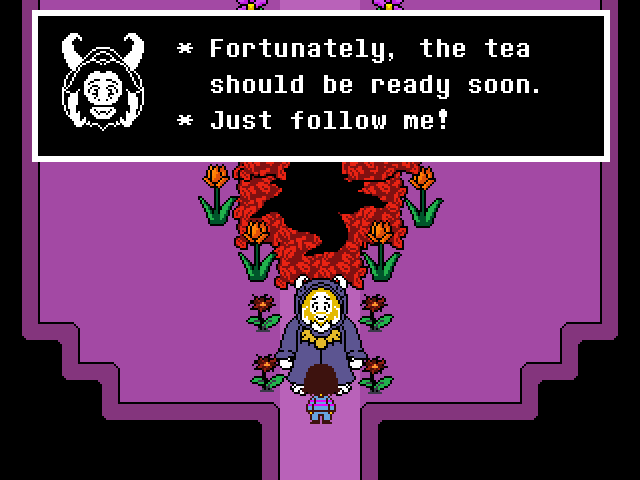 * Fortunately, the tea
should be ready soon.
* Just follow me!